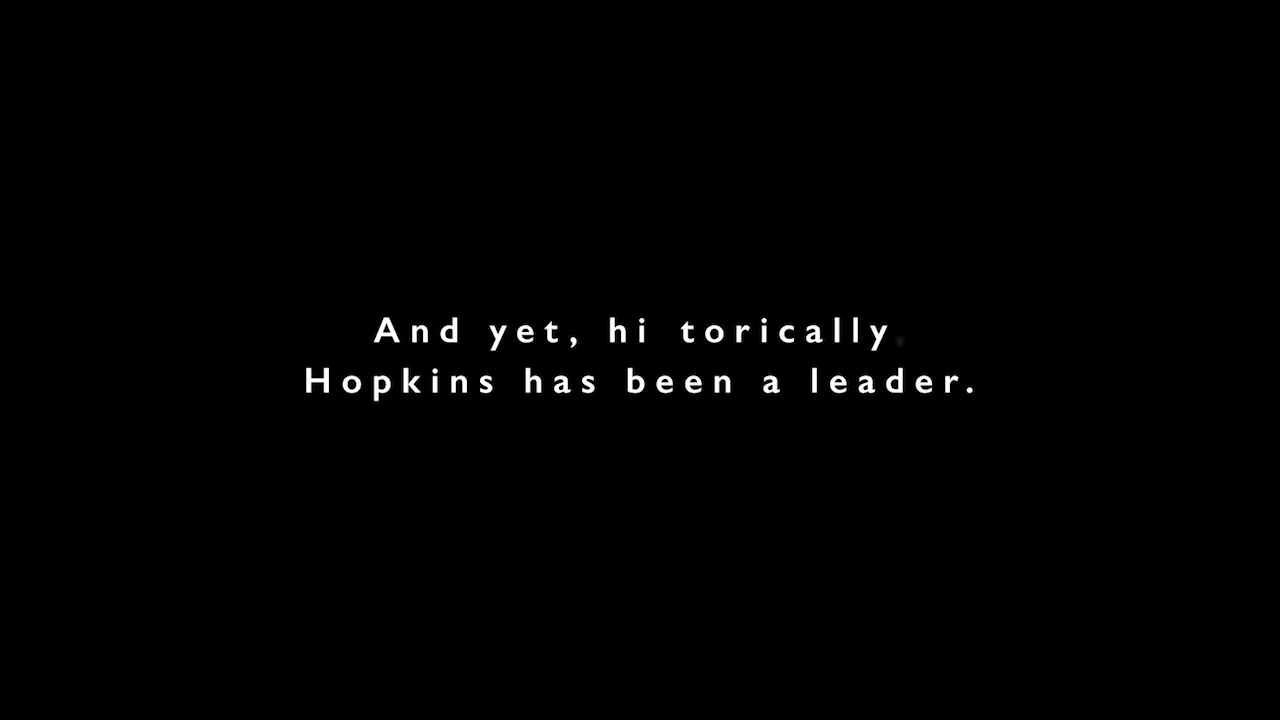 And yet, hi torically,
Hopkins has been a leader.